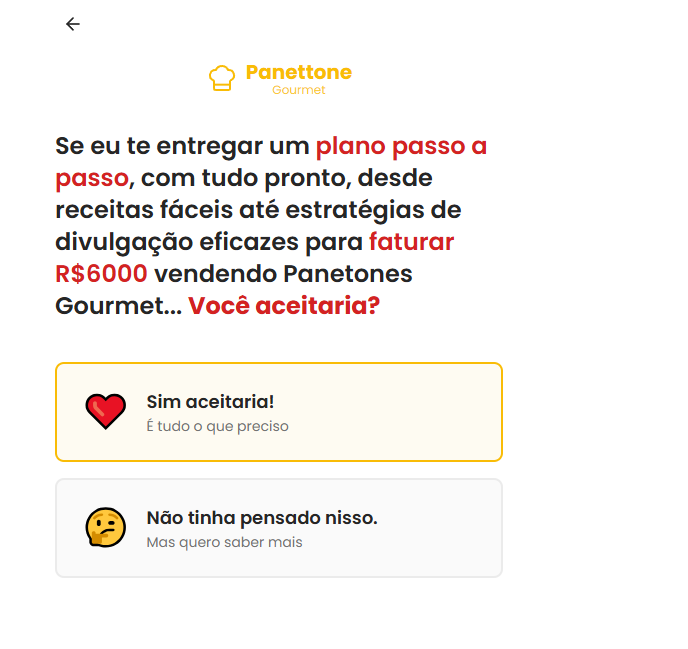 Panettone
Gourmet
Se eu te entregar um plano passo a
passo, com tudo pronto, desde
receitas fáceis até estratégias de
divulgação eficazes para faturar
R$6000 vendendo Panetones
Gourmet... Você aceitaria?
Sim aceitaria!
É tudo o que preciso
Não tinha pensado nisso.
Mas quero saber mais